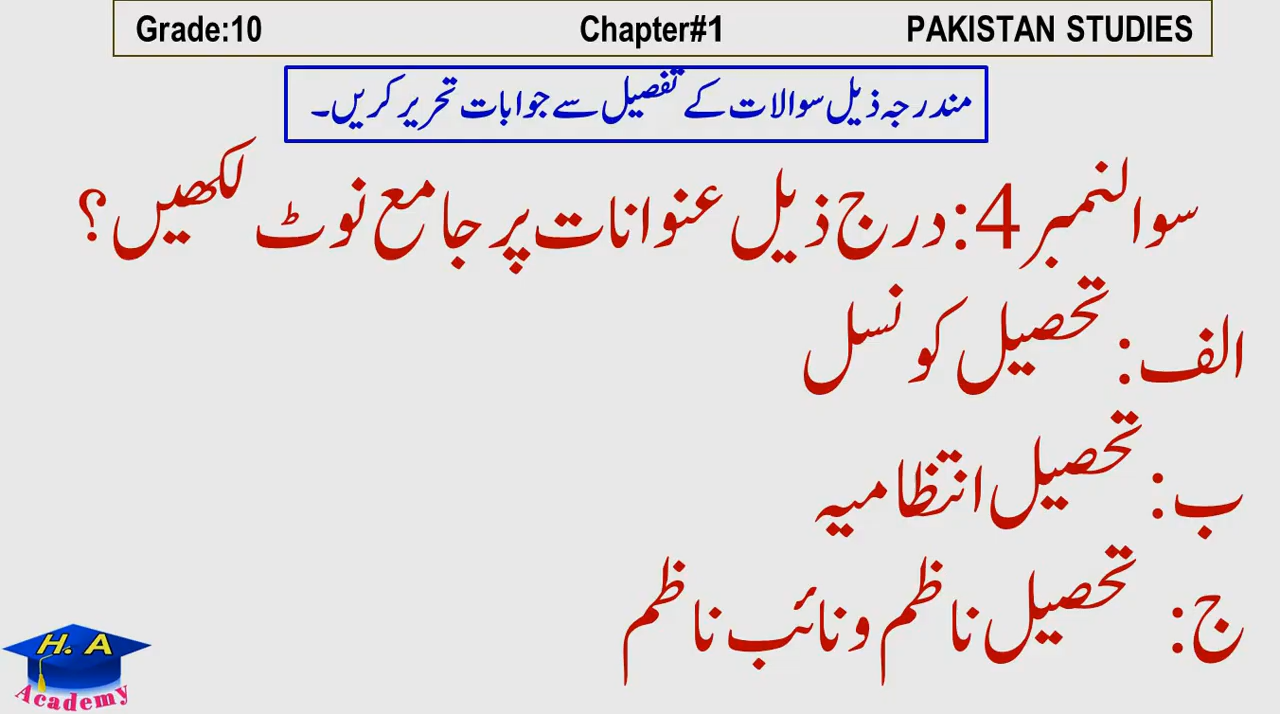 Grade:10 Chapter#1 PAKISTAN STUDIES
مندرجہ ذیل سوالات کے تفصیل سے جوابات تحریر کریں۔
سوالنمبر 4: درج ذیل عنوانات پر جامع نوٹ لکھیں؟
الف: تحصیل کونسل
ب: تحصیل انتظامیہ
ج: تحصیل ناظم و نائب ناظم
H. A
Academy